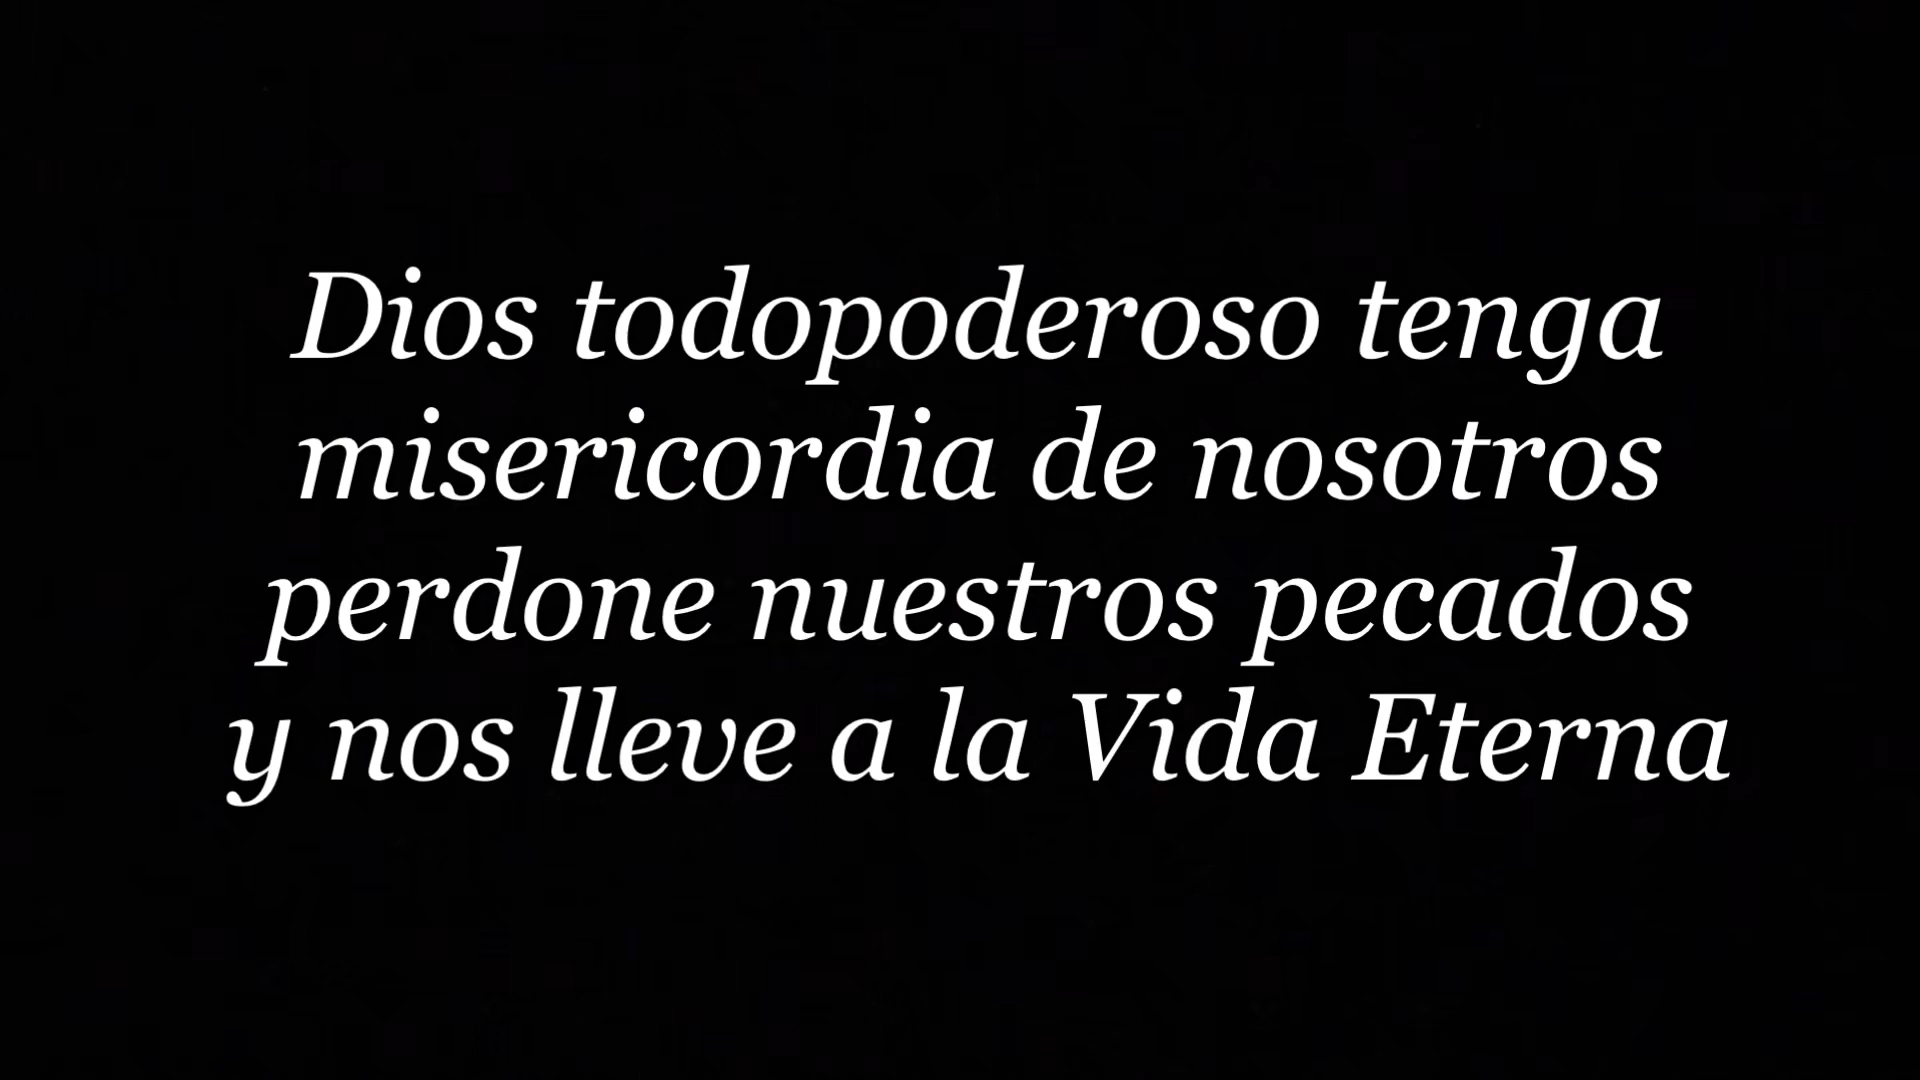 Dios todopoderoso tenga
misericordia de nosotros
perdone nuestros pecados
y nos lleve a la Vida Eterna